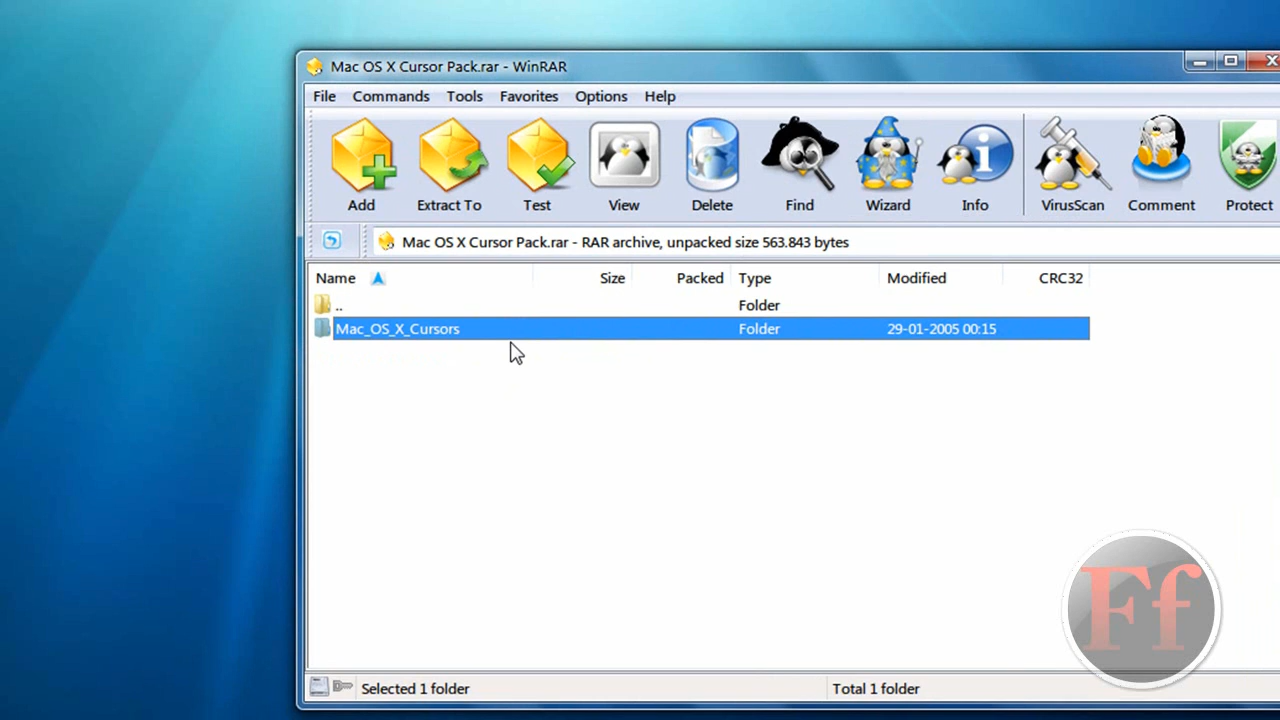 Mac OS X Cursor Pack.rar - WinRAR
File Commands Tools Favorites Options Help
Add Extract To Test View Delete Find Wizard Info VirusScan Comment Protect
Mac OS X Cursor Pack.rar - RAR archive, unpacked size 563.843 bytes
Name Size Packed Type Modified CRC32
.. Folder
Mac_OS_X_Cursors Folder 29-01-2005 00:15
Ff
Selected 1 folder Total 1 folder